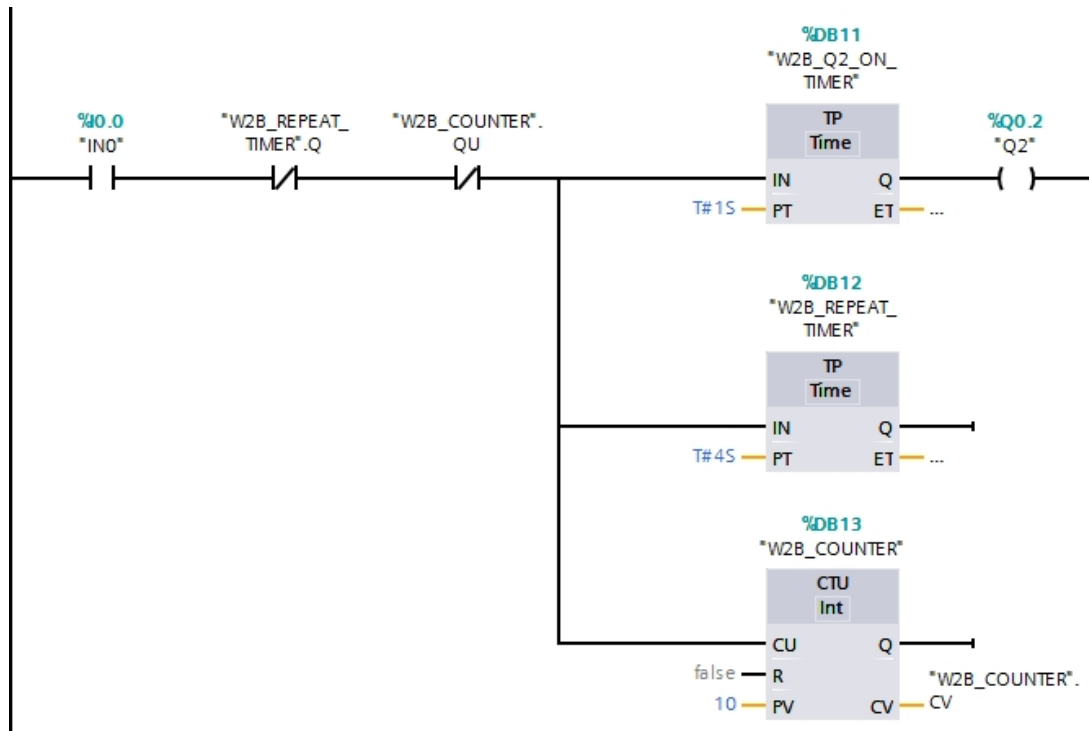 %DB11
"W2B_Q2_ON_
TIMER"
%I0.0
"IN0"
"W2B_REPEAT_
TIMER".Q
"W2B_COUNTER".
QU
TP
Time
%Q0.2
"Q2"
IN Q
T#1S PT ET ...
%DB12
"W2B_REPEAT_
TIMER"
TP
Time
IN Q
T#4S PT ET ...
%DB13
"W2B_COUNTER"
CTU
Int
CU Q
false R
10 PV CV
"W2B_COUNTER".
CV